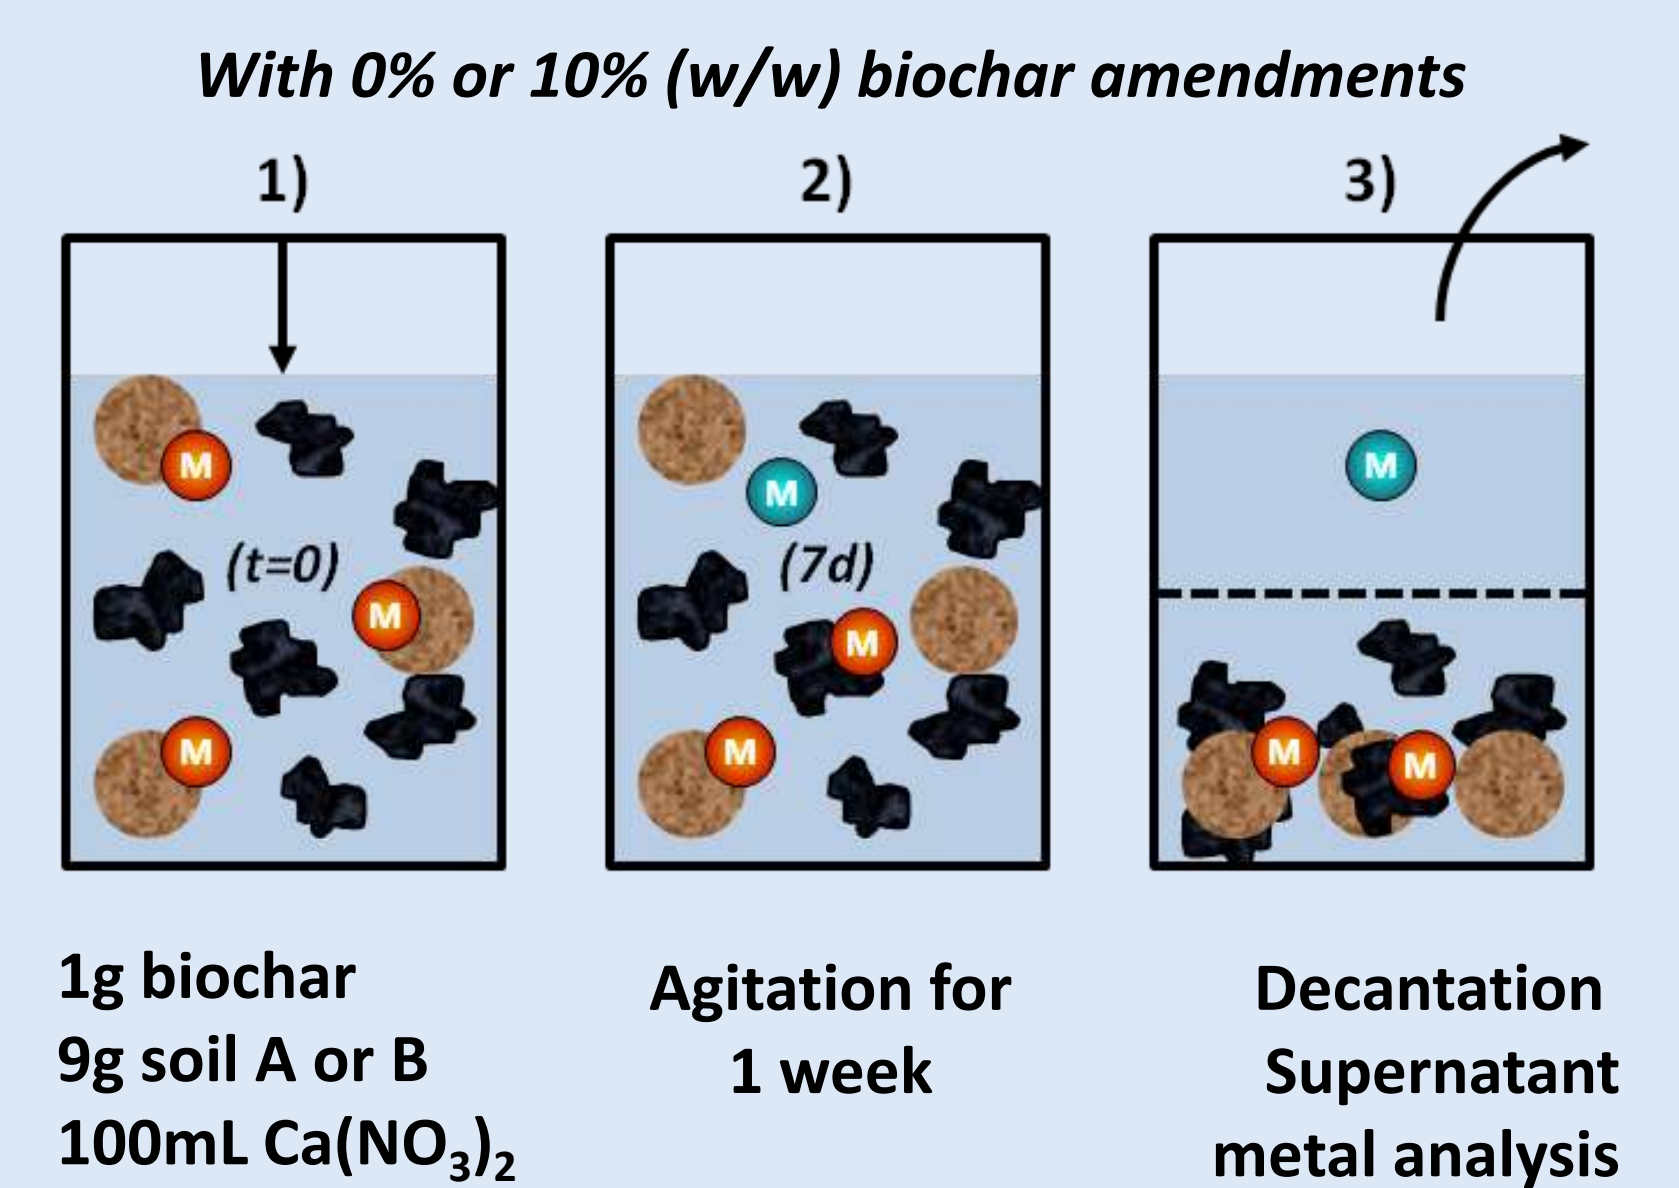 With 0% or 10% (w/w) biochar amendments
1)
2)
3)
M
(t=0)
M
M
M
(7d)
M
M
M
M
M
1g biochar
9g soil A or B
100mL Ca(NO₃)₂
Agitation for
1 week
Decantation
Supernatant
metal analysis